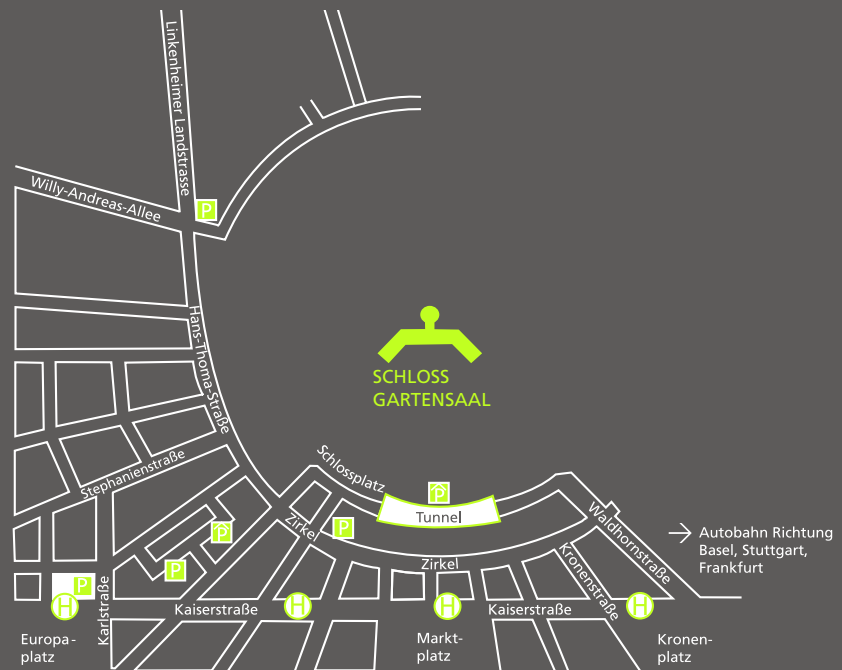 Linkenheimer Landstrasse
Willy-Andreas-Allee
P
Hans-Thoma-Straße
SCHLOSS
GARTENSAAL
Stephanienstraße
Schlossplatz
P
Tunnel
P
P
Zirkel
P
Zirkel
Waldhornstraße
Autobahn Richtung
Basel, Stuttgart,
Frankfurt
Kronenstraße
P
H
Karlstraße
Kaiserstraße
H
H
Kaiserstraße
H
Europa-
platz
Markt-
platz
Kronen-
platz